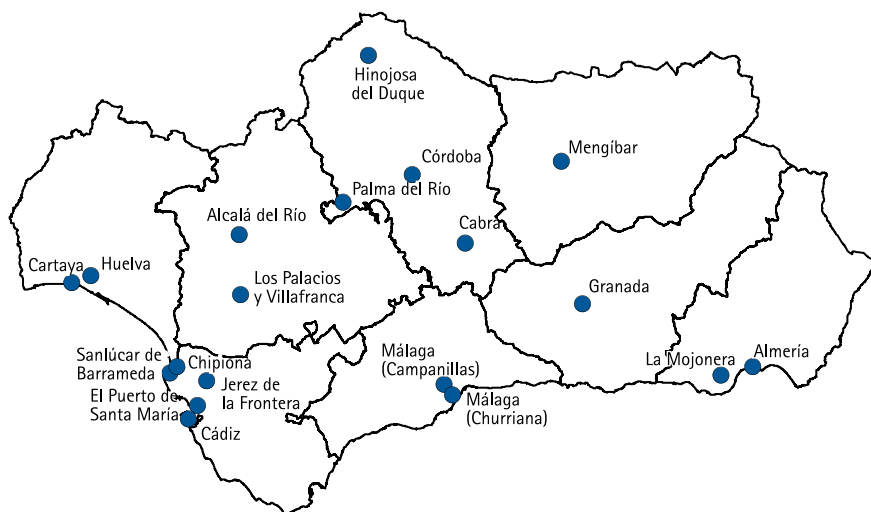 Hinojosa
del Duque
Córdoba
Mengíbar
Palma del Río
Alcalá del Río
Cabra
Cartaya
Huelva
Los Palacios
y Villafranca
Granada
Sanlúcar de
Barrameda
Chipiona
Jerez de
la Frontera
El Puerto de
Santa María
Cádiz
Málaga
(Campanillas)
Málaga
(Churriana)
La Mojonera
Almería